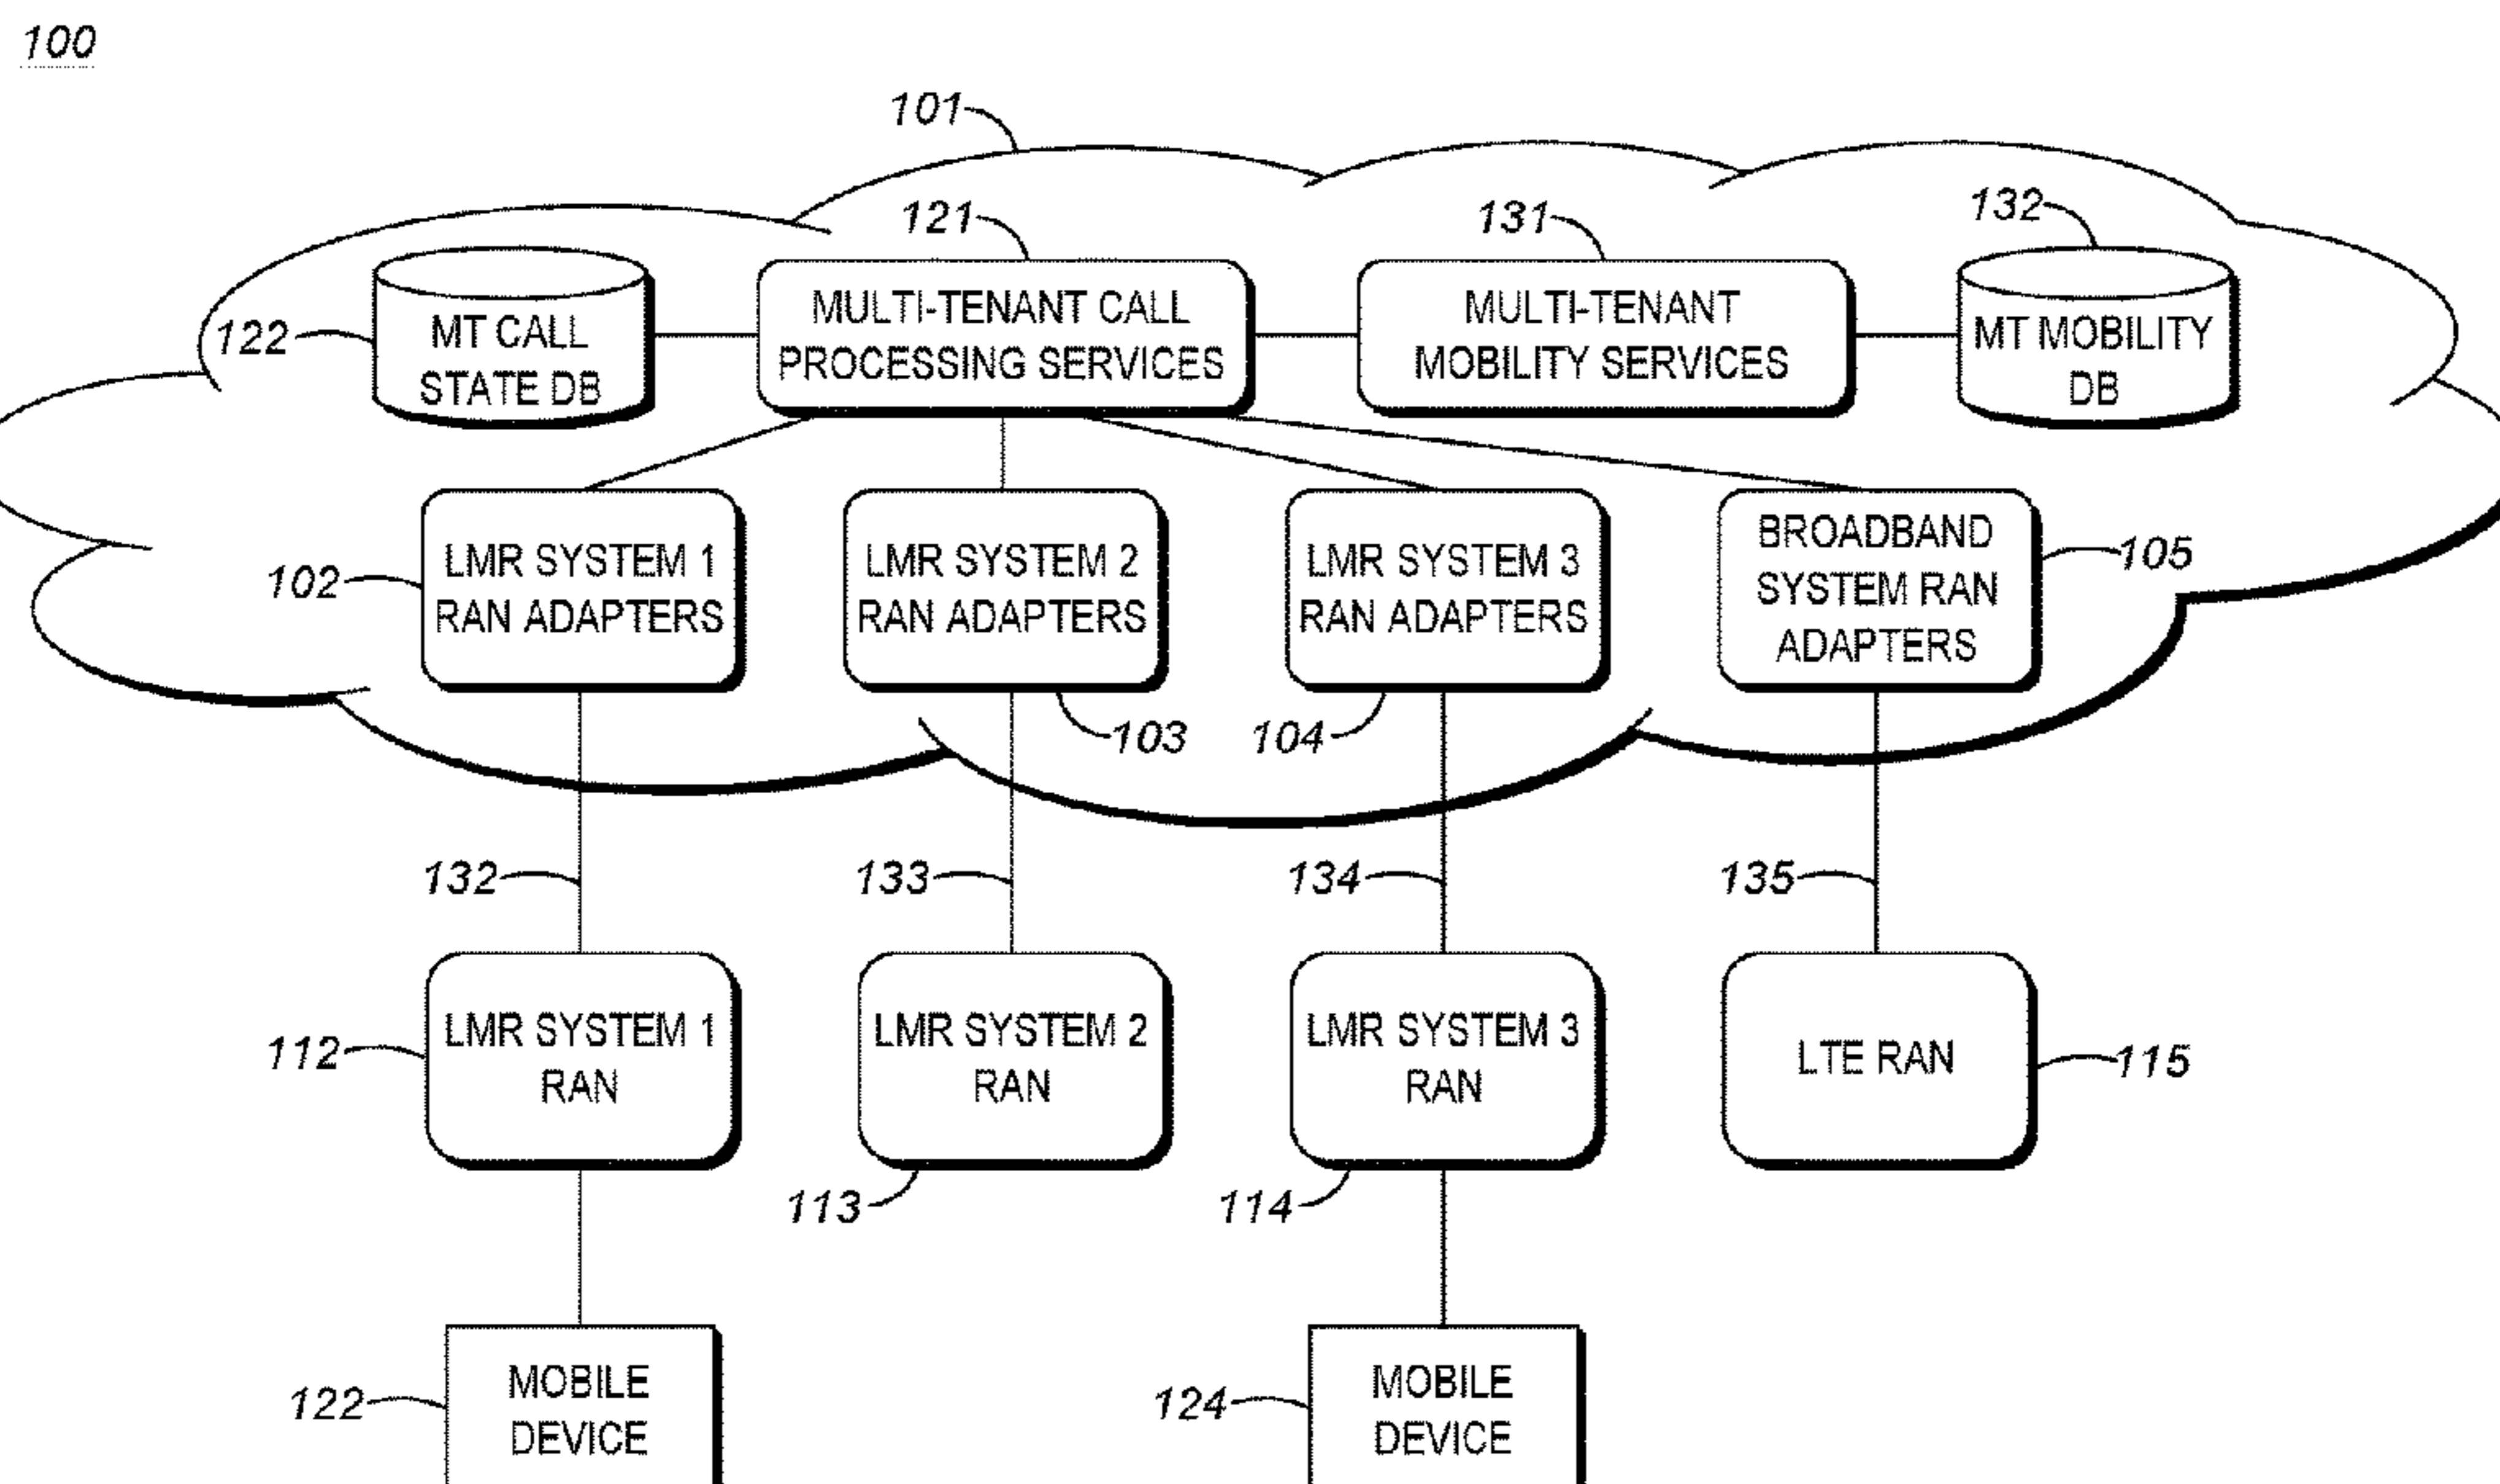 100
101
121
131
132
122
MT CALL
STATE DB
MULTI-TENANT CALL
PROCESSING SERVICES
MULTI-TENANT
MOBILITY SERVICES
MT MOBILITY
DB
102
LMR SYSTEM 1
RAN ADAPTERS
LMR SYSTEM 2
RAN ADAPTERS
LMR SYSTEM 3
RAN ADAPTERS
BROADBAND
SYSTEM RAN
ADAPTERS
105
103
104
132
133
134
135
112
LMR SYSTEM 1
RAN
LMR SYSTEM 2
RAN
LMR SYSTEM 3
RAN
LTE RAN
115
113
114
122
MOBILE
DEVICE
124
MOBILE
DEVICE